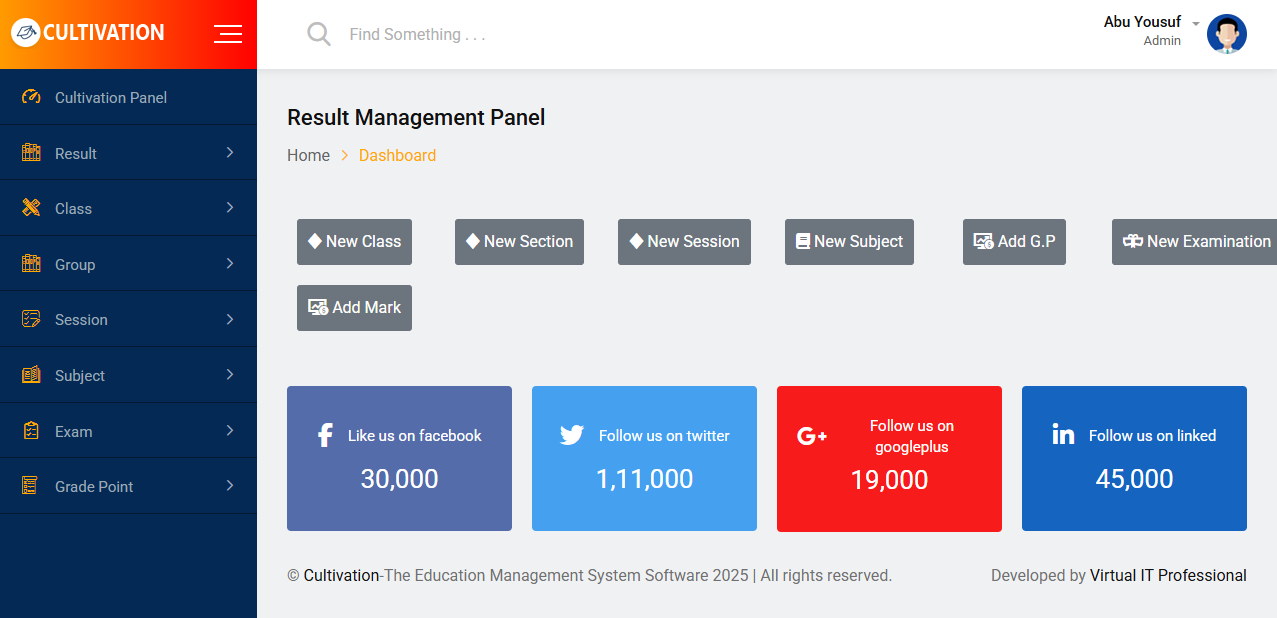 CULTIVATION
Find Something . . .
Abu Yousuf
Admin
Cultivation Panel
Result
Class
Group
Session
Subject
Exam
Grade Point
Result Management Panel
Home > Dashboard
New Class
New Section
New Session
New Subject
Add G.P
New Examination
Add Mark
Like us on facebook
30,000
Follow us on twitter
1,11,000
Follow us on
googleplus
19,000
Follow us on linked
45,000
© Cultivation-The Education Management System Software 2025 | All rights reserved.
Developed by Virtual IT Professional